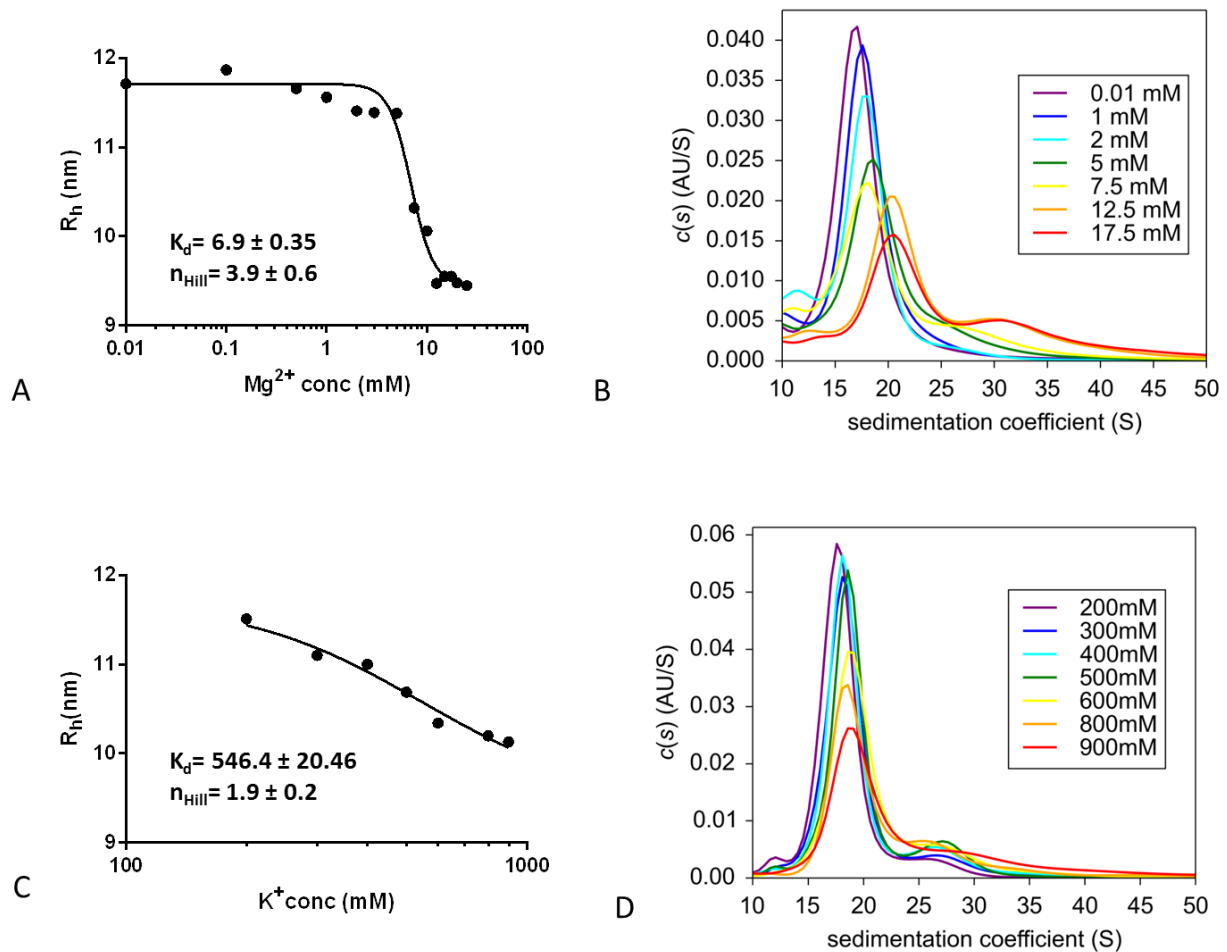 12
11
10
9
0.01 0.1 1 10 100
R_h (nm)
K_d= 6.9 ± 0.35
n_Hill= 3.9 ± 0.6
Mg²⁺ conc (mM)
A
0.040
0.035
0.030
0.025
0.020
0.015
0.010
0.005
0.000
10 15 20 25 30 35 40 45 50
c(s) (AU/S)
0.01 mM
1 mM
2 mM
5 mM
7.5 mM
12.5 mM
17.5 mM
sedimentation coefficient (S)
B
12
11
10
9
100 1000
R_h(nm)
K_d= 546.4 ± 20.46
n_Hill= 1.9 ± 0.2
K⁺conc (mM)
C
0.06
0.05
0.04
0.03
0.02
0.01
0.00
10 15 20 25 30 35 40 45 50
c(s) (AU/S)
200mM
300mM
400mM
500mM
600mM
800mM
900mM
sedimentation coefficient (S)
D